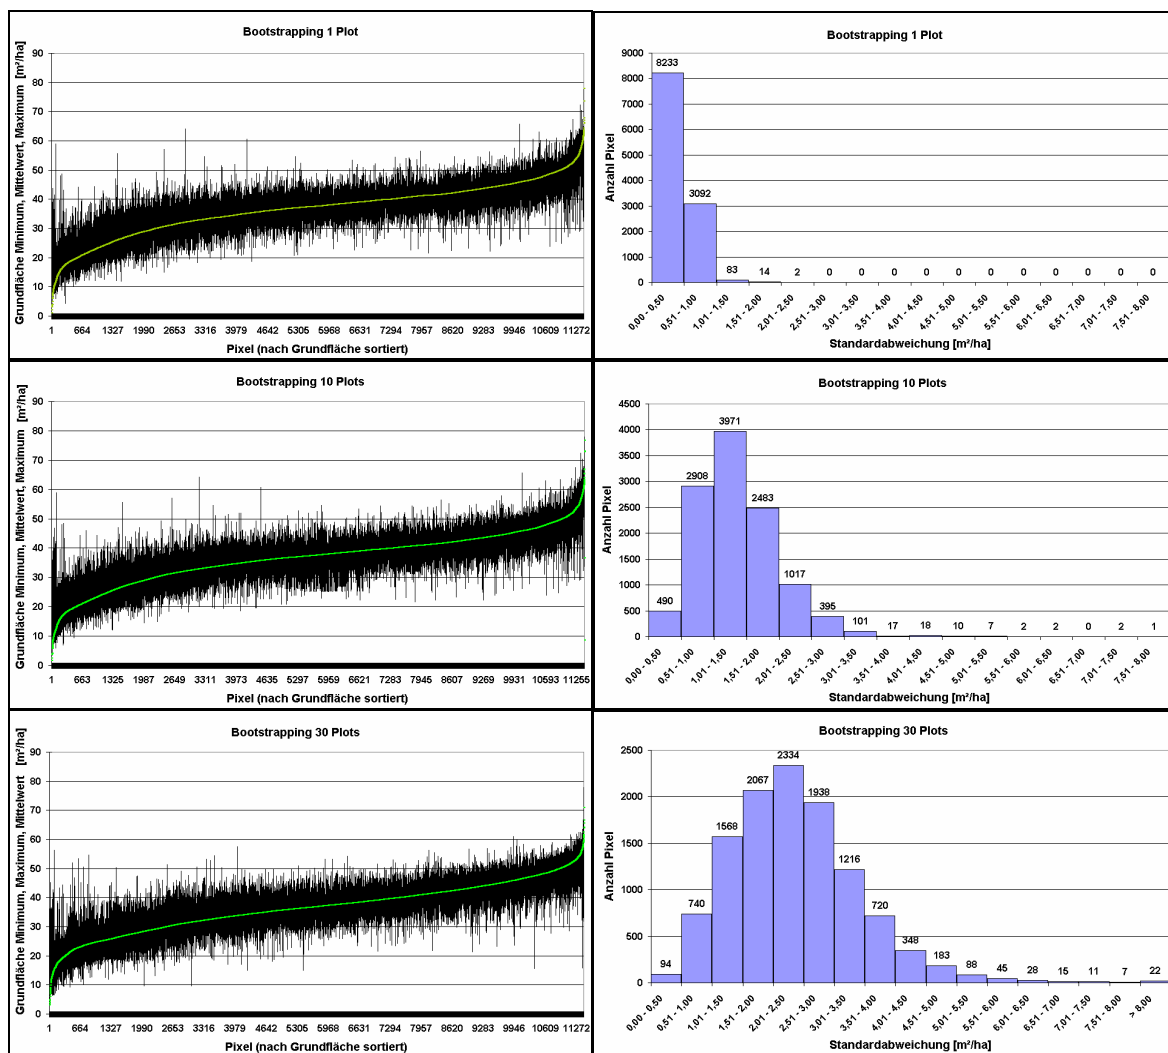 Bootstrapping 1 Plot
Grundfläche Minimum, Mittelwert, Maximum [m²/ha]
90
80
70
60
50
40
30
20
10
0
1 664 1327 1990 2653 3316 3979 4642 5305 5968 6631 7294 7957 8620 9283 9946 10609 11272
Pixel (nach Grundfläche sortiert)
Bootstrapping 1 Plot
Anzahl Pixel
9000
8000
7000
6000
5000
4000
3000
2000
1000
0
8233 3092 83 14 2 0 0 0 0 0 0 0 0 0 0 0
0,00 - 0,50 0,51 - 1,00 1,01 - 1,50 1,51 - 2,00 2,01 - 2,50 2,51 - 3,00 3,01 - 3,50 3,51 - 4,00 4,01 - 4,50 4,51 - 5,00 5,01 - 5,50 5,51 - 6,00 6,01 - 6,50 6,51 - 7,00 7,01 - 7,50 7,51 - 8,00
Standardabweichung [m²/ha]
Bootstrapping 10 Plots
Grundfläche Minimum, Mittelwert, Maximum [m²/ha]
90
80
70
60
50
40
30
20
10
0
1 663 1325 1987 2649 3311 3973 4635 5297 5959 6621 7283 7945 8607 9269 9931 10593 11255
Pixel (nach Grundfläche sortiert)
Bootstrapping 10 Plots
Anzahl Pixel
4500
4000
3500
3000
2500
2000
1500
1000
500
0
490 2908 3971 2483 1017 395 101 17 18 10 7 2 2 0 2 1
0,00 - 0,50 0,51 - 1,00 1,01 - 1,50 1,51 - 2,00 2,01 - 2,50 2,51 - 3,00 3,01 - 3,50 3,51 - 4,00 4,01 - 4,50 4,51 - 5,00 5,01 - 5,50 5,51 - 6,00 6,01 - 6,50 6,51 - 7,00 7,01 - 7,50 7,51 - 8,00
Standardabweichung [m²/ha]
Bootstrapping 30 Plots
Grundfläche Minimum, Maximum, Mittelwert [m²/ha]
90
80
70
60
50
40
30
20
10
0
1 664 1327 1990 2653 3316 3979 4642 5305 5968 6631 7294 7957 8620 9283 9946 10609 11272
Pixel (nach Grundfläche sortiert)
Bootstrapping 30 Plots
Anzahl Pixel
2500
2000
1500
1000
500
0
94 740 1568 2067 2334 1938 1216 720 348 183 88 45 28 15 11 7 22
0,00 - 0,50 0,51 - 1,00 1,01 - 1,50 1,51 - 2,00 2,01 - 2,50 2,51 - 3,00 3,01 - 3,50 3,51 - 4,00 4,01 - 4,50 4,51 - 5,00 5,01 - 5,50 5,51 - 6,00 6,01 - 6,50 6,51 - 7,00 7,01 - 7,50 7,51 - 8,00 > 8,00
Standardabweichung [m²/ha]